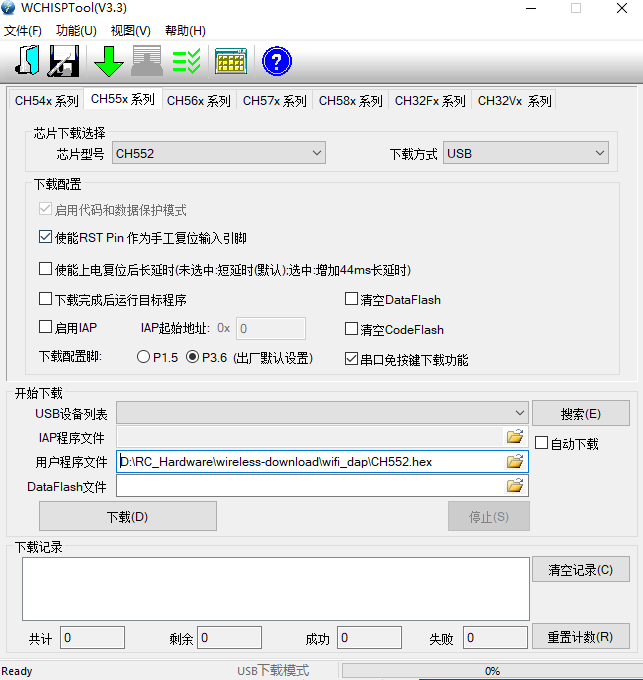 WCHISPTool(V3.3)
文件(F) 功能(U) 视图(V) 帮助(H)
CH54x 系列 CH55x 系列 CH56x 系列 CH57x 系列 CH58x 系列 CH32Fx 系列 CH32Vx 系列
芯片下载选择
芯片型号 CH552 下载方式 USB
下载配置
启用代码和数据保护模式
使能RST Pin 作为手工复位输入引脚
使能上电复位后长延时(未选中:短延时(默认);选中:增加44ms长延时)
下载完成后运行目标程序 清空DataFlash
启用IAP IAP起始地址: 0x 0 清空CodeFlash
下载配置脚: P1.5 P3.6 (出厂默认设置) 串口免按键下载功能
开始下载
USB设备列表 搜索(E)
IAP程序文件 自动下载
用户程序文件 D:\RC_Hardware\wireless-download\wifi_dap\CH552.hex
DataFlash文件
下载(D) 停止(S)
下载记录
清空记录(C)
共计 0 剩余 0 成功 0 失败 0 重置计数(R)
Ready USB下载模式 0%